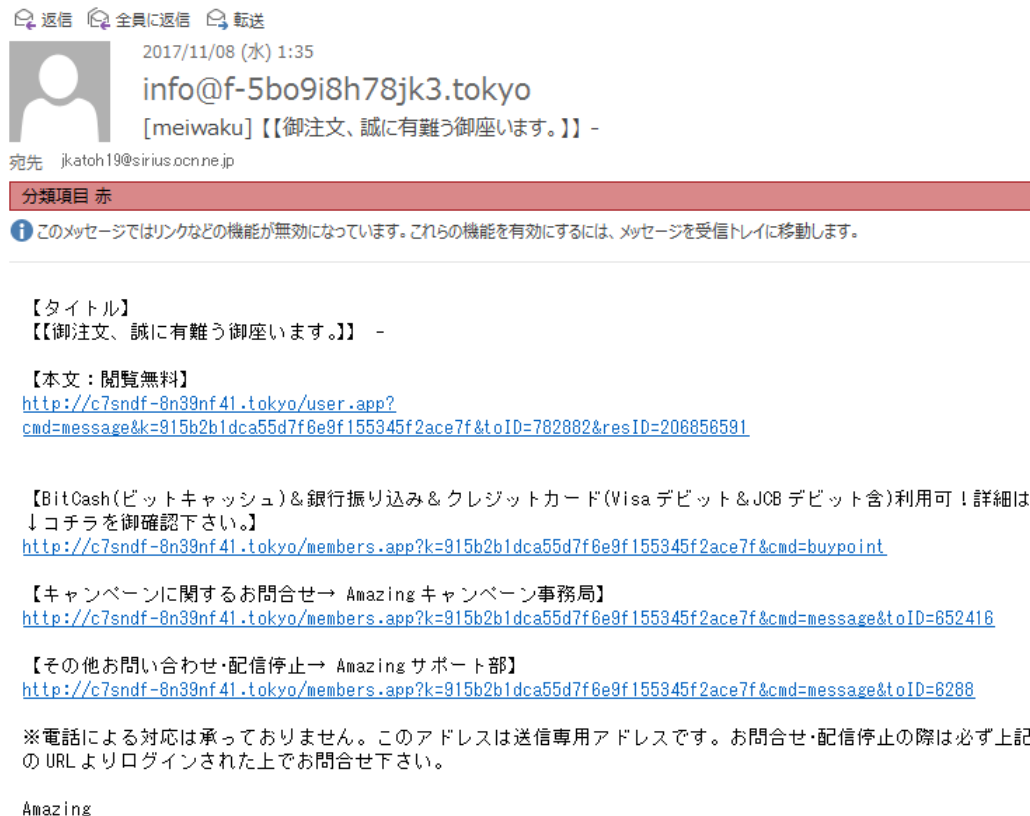 返信 全員に返信 転送
2017/11/08 (水) 1:35
info@f-5bo9i8h78jk3.tokyo
[meiwaku]【【御注文、誠に有難う御座います。】】 -
宛先 jkatoh19@sirius.ocn.ne.jp
分類項目 赤
このメッセージではリンクなどの機能が無効になっています。これらの機能を有効にするには、メッセージを受信トレイに移動します。
【タイトル】
【【御注文、誠に有難う御座います。】】 -
【本文：閲覧無料】
http://c7sndf-8n39nf41.tokyo/user.app?
cmd=message&k=915b2b1dca55d7f6e9f155345f2ace7f&toID=782882&resID=206856591
【BitCash(ビットキャッシュ)&銀行振り込み&クレジットカード(Visaデビット&JCBデビット含)利用可！詳細は
↓コチラを御確認下さい。】
http://c7sndf-8n39nf41.tokyo/members.app?k=915b2b1dca55d7f6e9f155345f2ace7f&cmd=buypoint
【キャンペーンに関するお問合せ→ Amazingキャンペーン事務局】
http://c7sndf-8n39nf41.tokyo/members.app?k=915b2b1dca55d7f6e9f155345f2ace7f&cmd=message&toID=652416
【その他お問い合わせ・配信停止→ Amazingサポート部】
http://c7sndf-8n39nf41.tokyo/members.app?k=915b2b1dca55d7f6e9f155345f2ace7f&cmd=message&toID=6288
※電話による対応は承っておりません。このアドレスは送信専用アドレスです。お問合せ・配信停止の際は必ず上記
のURLよりログインされた上でお問合せ下さい。
Amazing